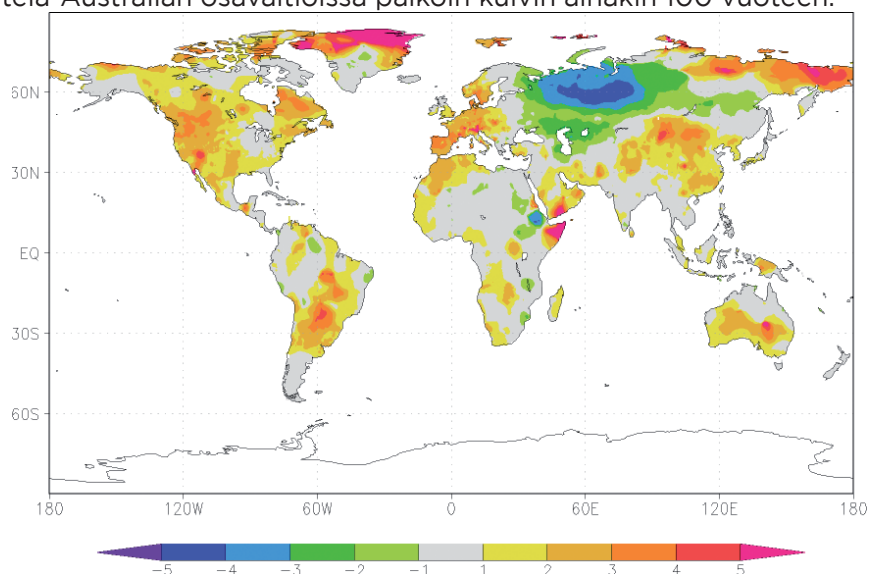 telä-Australian osavaltioissa paikoin kuivin ainakin 100 vuoteen.
60N
30N
EQ
30S
60S
180 120W 60W 0 60E 120E 180
-5 -4 -3 -2 -1 1 2 3 4 5